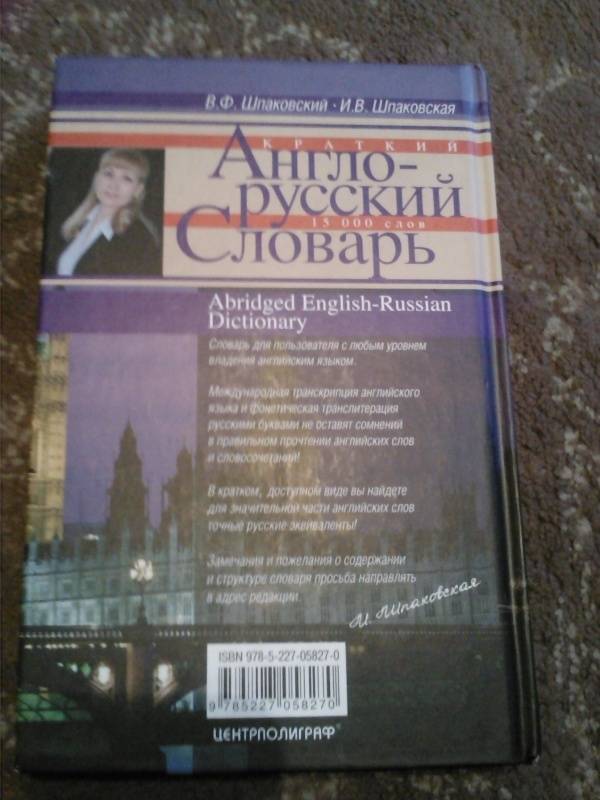 В.Ф. Шпаковский · И.В. Шпаковская
КРАТКИЙ
Англо-
русский
15 000 слов
Словарь
Abridged English-Russian
Dictionary
Словарь для пользователя с любым уровнем
владения английским языком.
Международная транскрипция английского
языка и фонетическая транслитерация
русскими буквами не оставят сомнений
в правильном прочтении английских слов
и словосочетаний!
В кратком, доступном виде вы найдете
для значительной части английских слов
точные русские эквиваленты!
Замечания и пожелания о содержании
и структуре словаря просьба направлять
в адрес редакции.
И. Шпаковская
ISBN 978-5-227-05827-0
9 785227 058270
ЦЕНТРПОЛИГРАФ®